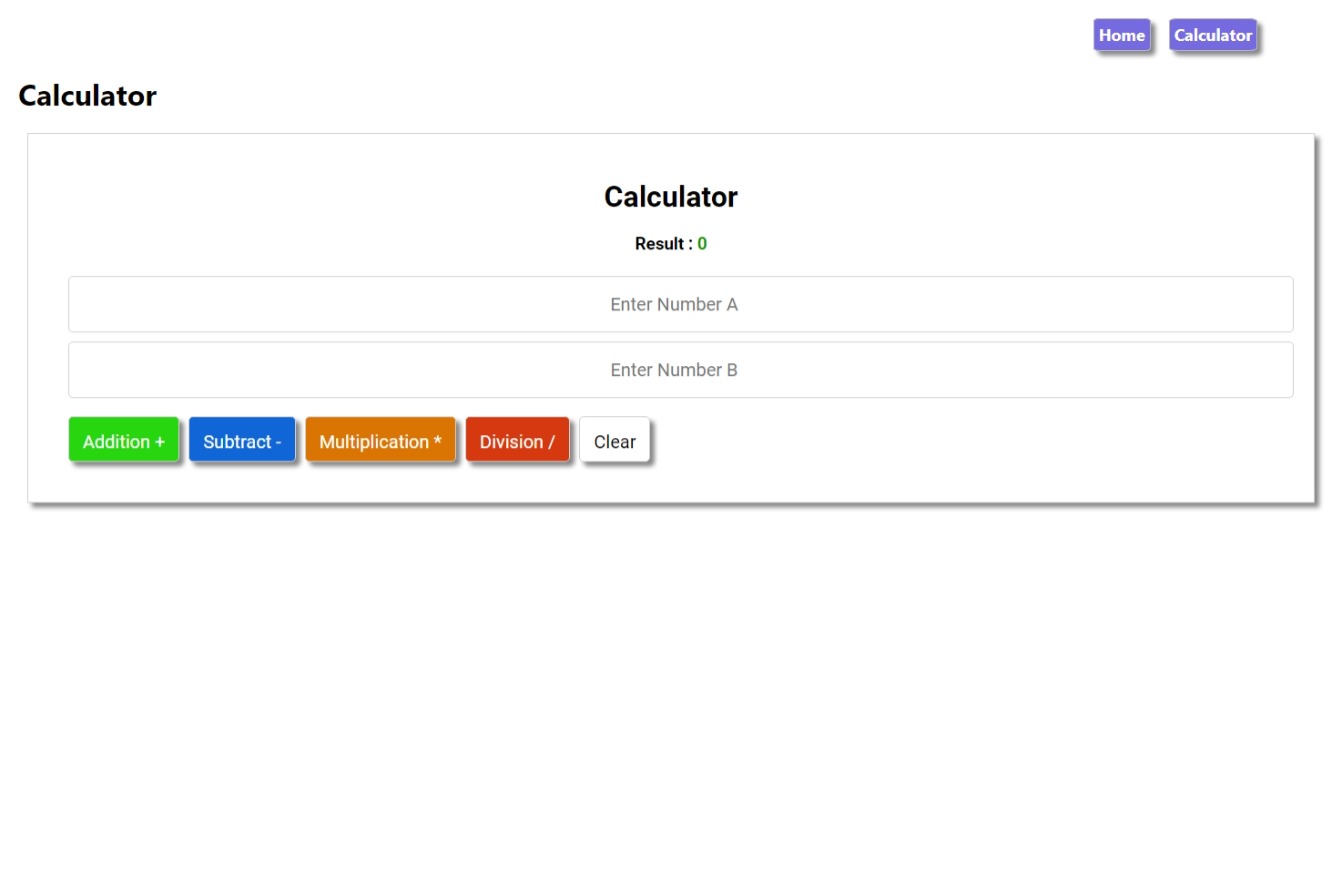 Home Calculator
Calculator
Calculator
Result : 0
Enter Number A
Enter Number B
Addition + Subtract - Multiplication * Division / Clear